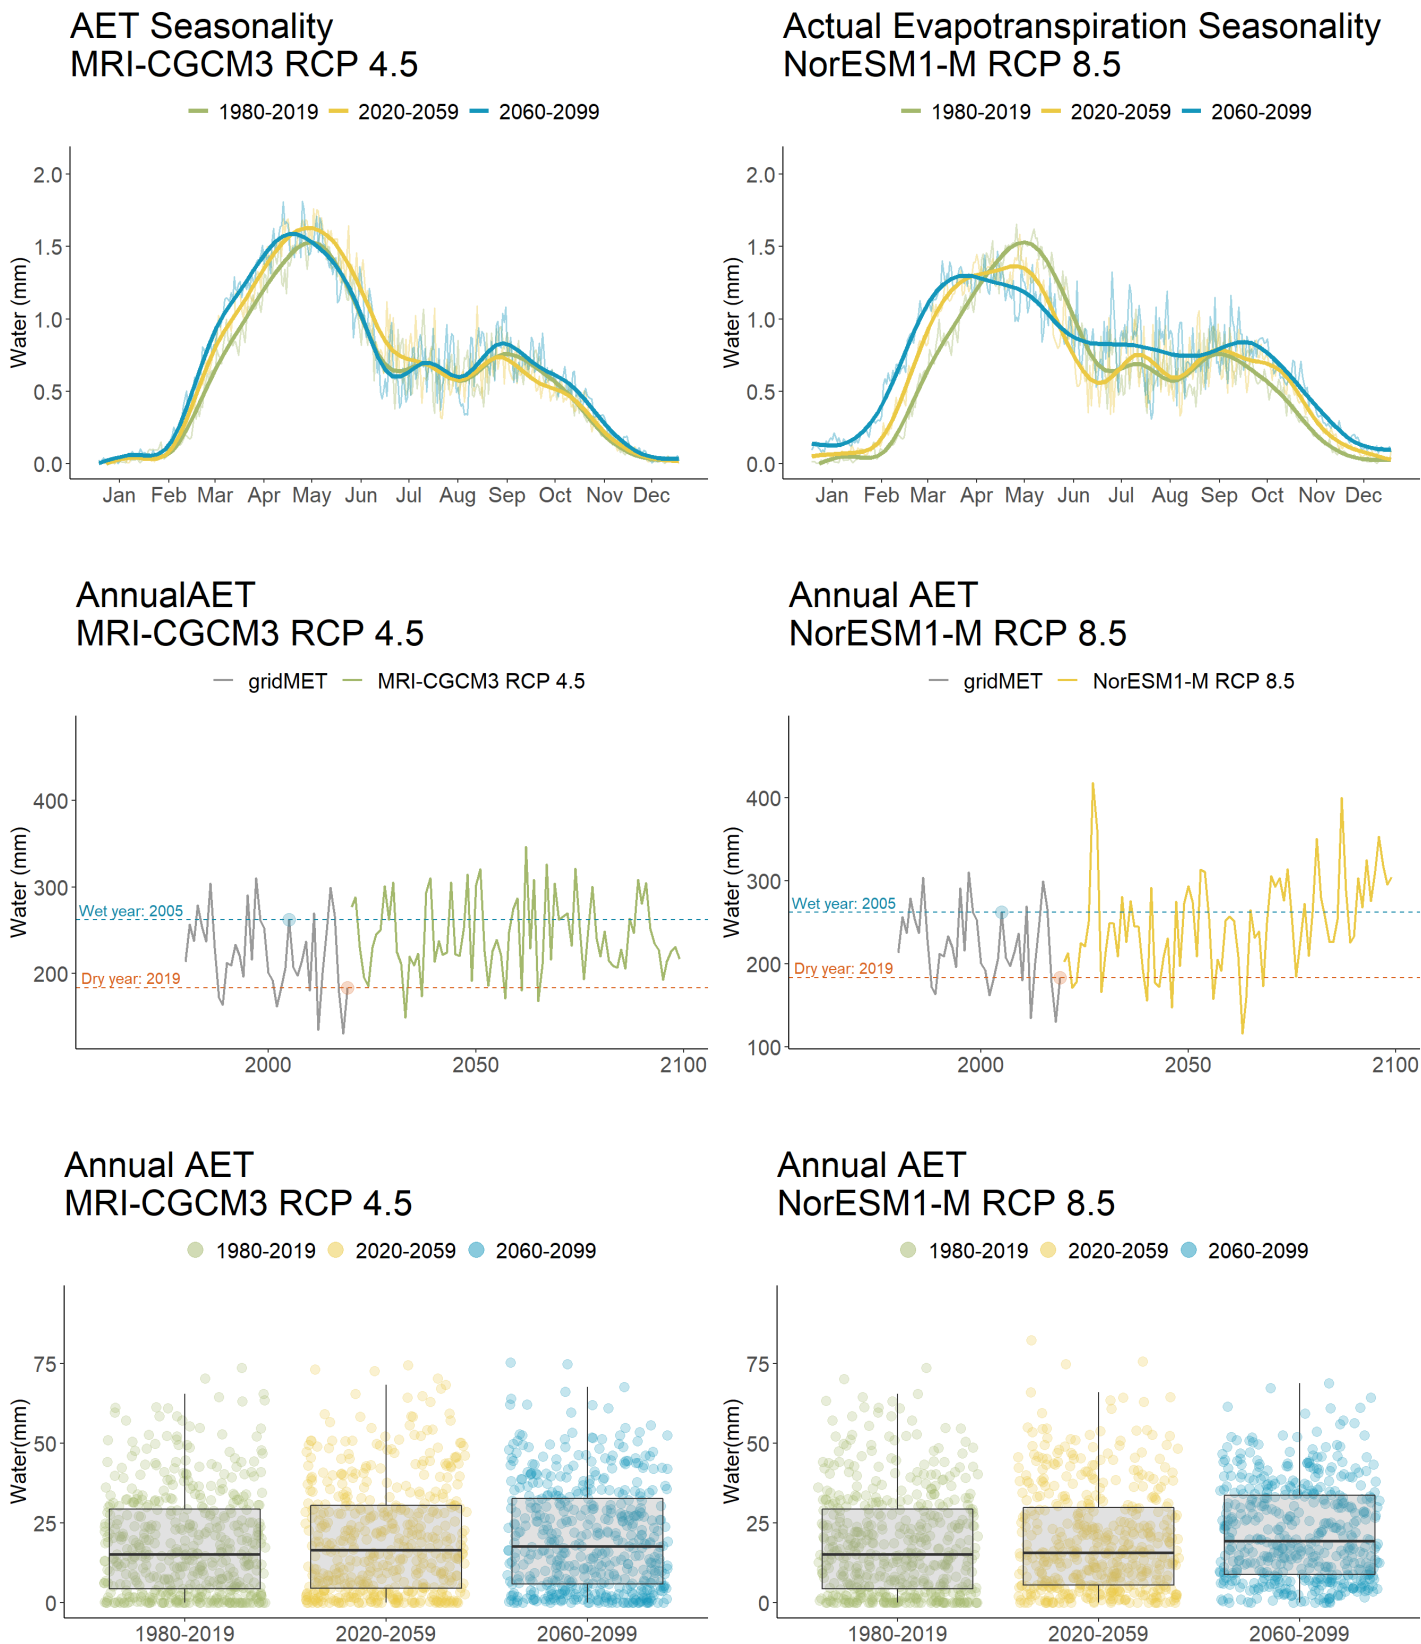 AET Seasonality
MRI-CGCM3 RCP 4.5
1980-2019 2020-2059 2060-2099
Water (mm)
2.0
1.5
1.0
0.5
0.0
Jan Feb Mar Apr May Jun Jul Aug Sep Oct Nov Dec
Actual Evapotranspiration Seasonality
NorESM1-M RCP 8.5
1980-2019 2020-2059 2060-2099
Water (mm)
2.0
1.5
1.0
0.5
0.0
Jan Feb Mar Apr May Jun Jul Aug Sep Oct Nov Dec
AnnualAET
MRI-CGCM3 RCP 4.5
gridMET MRI-CGCM3 RCP 4.5
Water (mm)
400
300
200
Wet year: 2005
Dry year: 2019
2000 2050 2100
Annual AET
NorESM1-M RCP 8.5
gridMET NorESM1-M RCP 8.5
Water (mm)
400
300
200
100
Wet year: 2005
Dry year: 2019
2000 2050 2100
Annual AET
MRI-CGCM3 RCP 4.5
1980-2019 2020-2059 2060-2099
Water(mm)
75
50
25
0
1980-2019 2020-2059 2060-2099
Annual AET
NorESM1-M RCP 8.5
1980-2019 2020-2059 2060-2099
Water(mm)
75
50
25
0
1980-2019 2020-2059 2060-2099